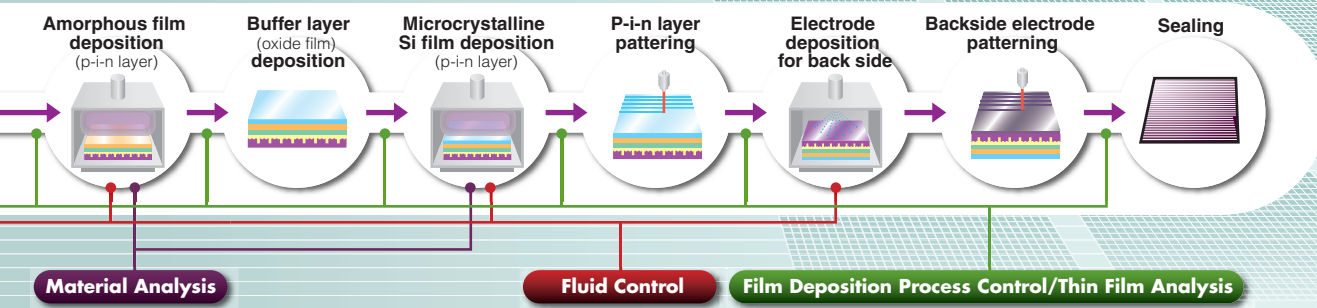 Amorphous film
deposition
(p-i-n layer)
Buffer layer
(oxide film)
deposition
Microcrystalline
Si film deposition
(p-i-n layer)
P-i-n layer
pattering
Electrode
deposition
for back side
Backside electrode
patterning
Sealing
Material Analysis
Fluid Control
Film Deposition Process Control/Thin Film Analysis